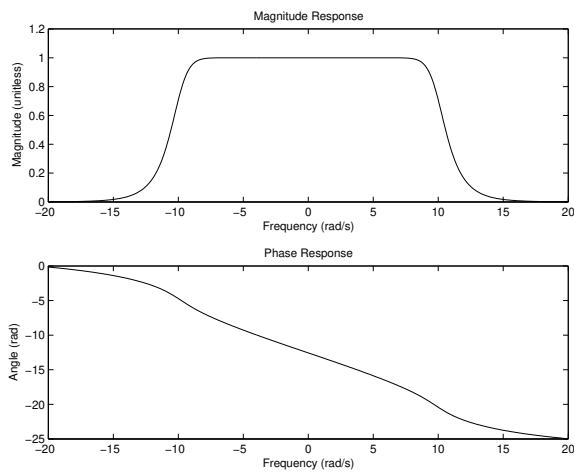 Magnitude Response
1.2
1
0.8
0.6
0.4
0.2
0
Magnitude (unitless)
−20 −15 −10 −5 0 5 10 15 20
Frequency (rad/s)
Phase Response
0
−5
−10
−15
−20
−25
Angle (rad)
−20 −15 −10 −5 0 5 10 15 20
Frequency (rad/s)